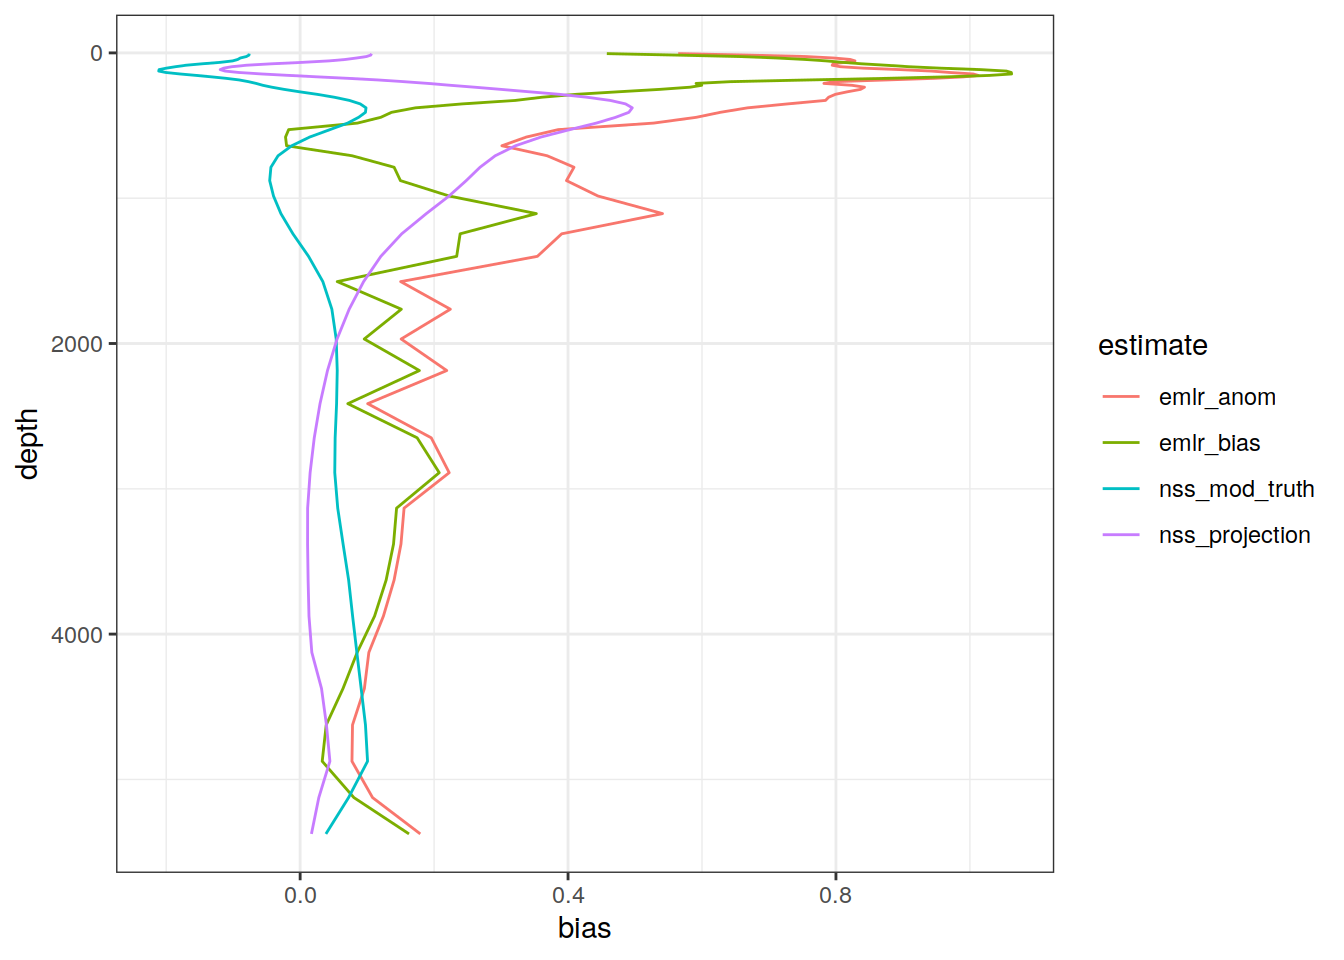 0
2000
4000
depth
0.0
0.4
0.8
bias
estimate
emlr_anom
emlr_bias
nss_mod_truth
nss_projection